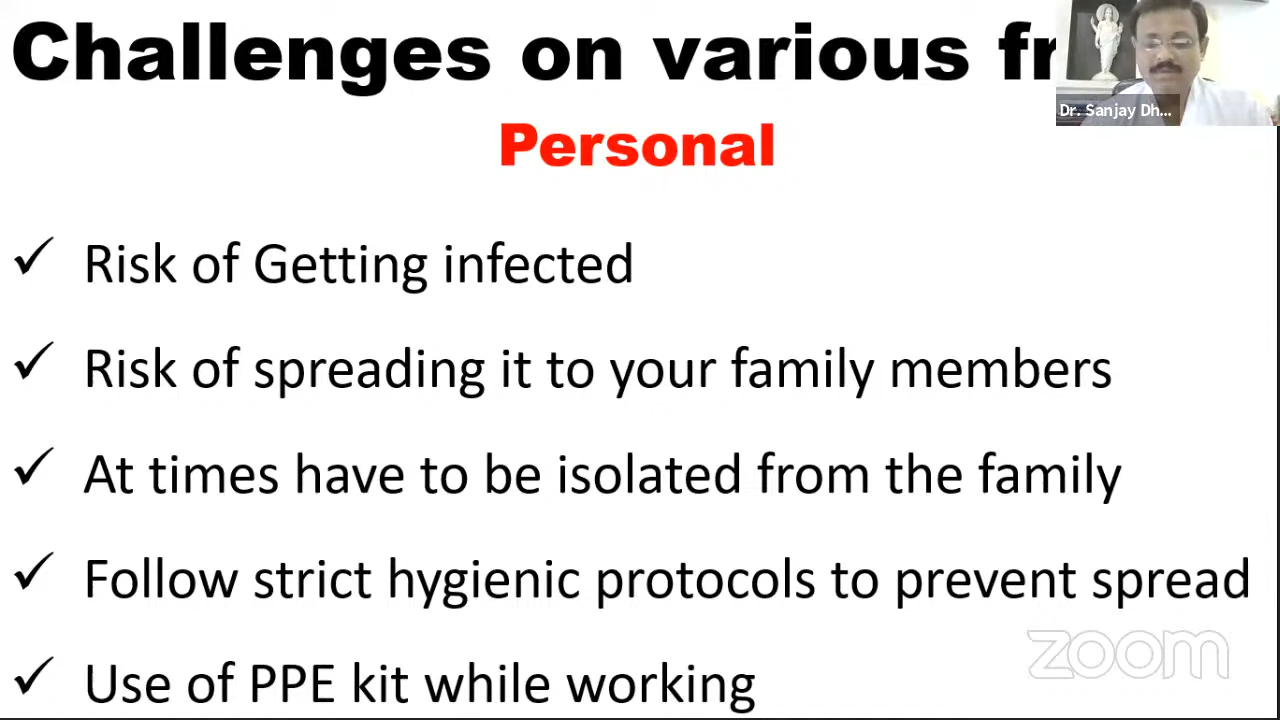 Challenges on various fr
Dr. Sanjay Dh...
Personal
✓ Risk of Getting infected
✓ Risk of spreading it to your family members
✓ At times have to be isolated from the family
✓ Follow strict hygienic protocols to prevent spread
✓ Use of PPE kit while working
zoom